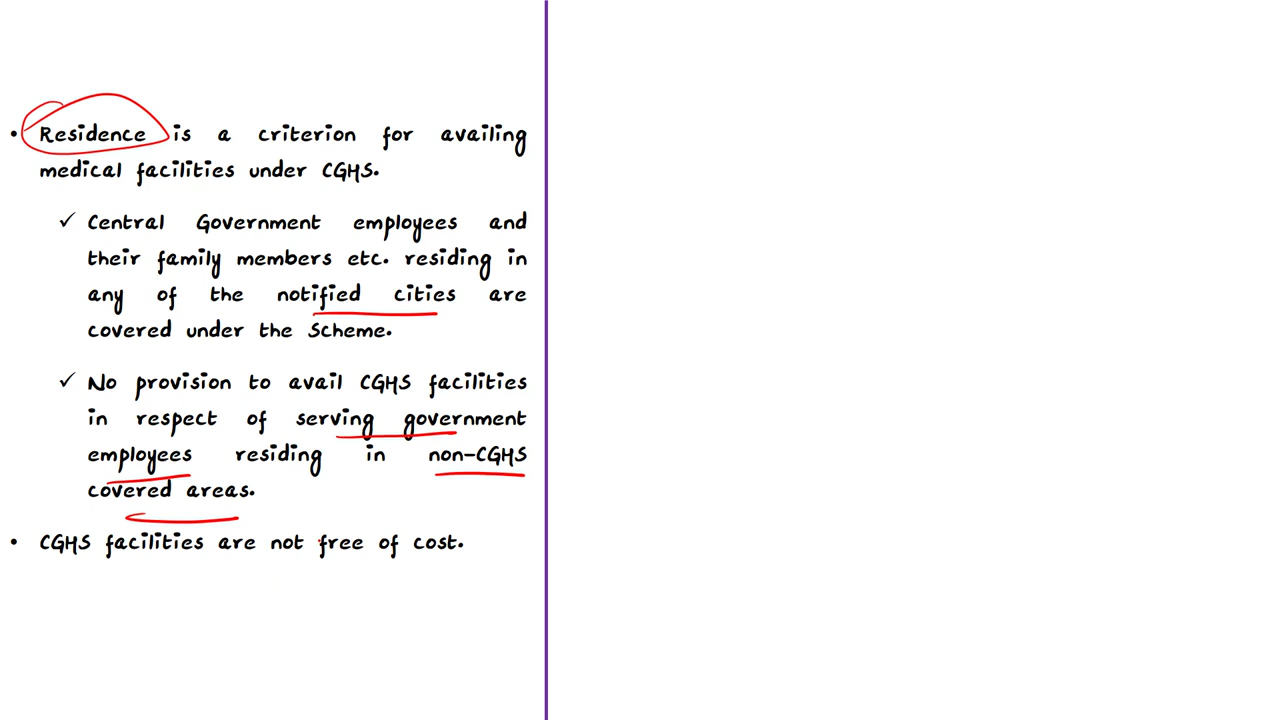 • Residence is a criterion for availing
medical facilities under CGHS.
✓ Central Government employees and
their family members etc. residing in
any of the notified cities are
covered under the Scheme.
✓ No provision to avail CGHS facilities
in respect of serving government
employees residing in non-CGHS
covered areas.
• CGHS facilities are not free of cost.